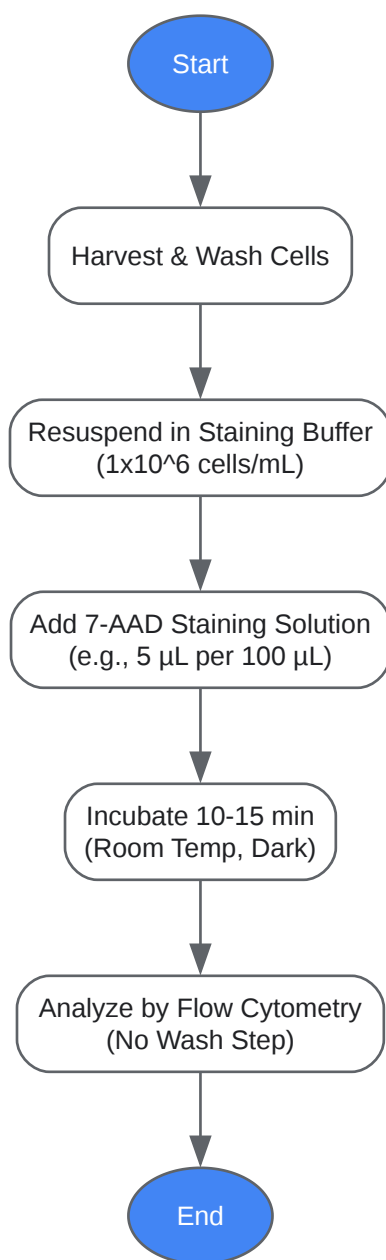 Start
Harvest & Wash Cells
Resuspend in Staining Buffer
(1x10^6 cells/mL)
Add 7-AAD Staining Solution
(e.g., 5 µL per 100 µL)
Incubate 10-15 min
(Room Temp, Dark)
Analyze by Flow Cytometry
(No Wash Step)
End